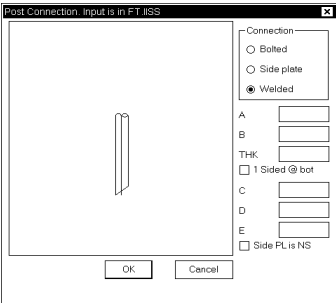 Post Connection. Input is in FT.IISS
Connection
Bolted
Side plate
Welded
A
B
THK
1 Sided @ bot
C
D
E
Side PL is NS
OK
Cancel